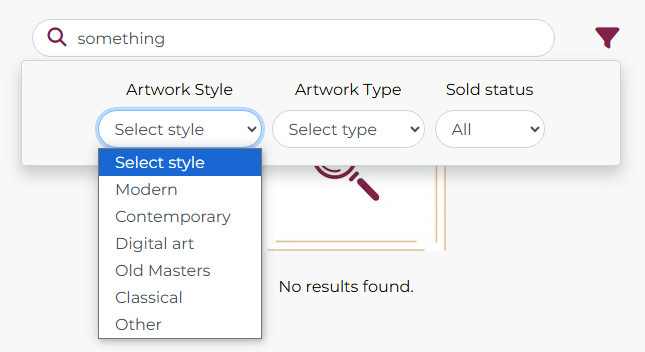 something
Artwork Style Artwork Type Sold status
Select style Select type All
Select style
Modern
Contemporary
Digital art
Old Masters
Classical
Other
No results found.